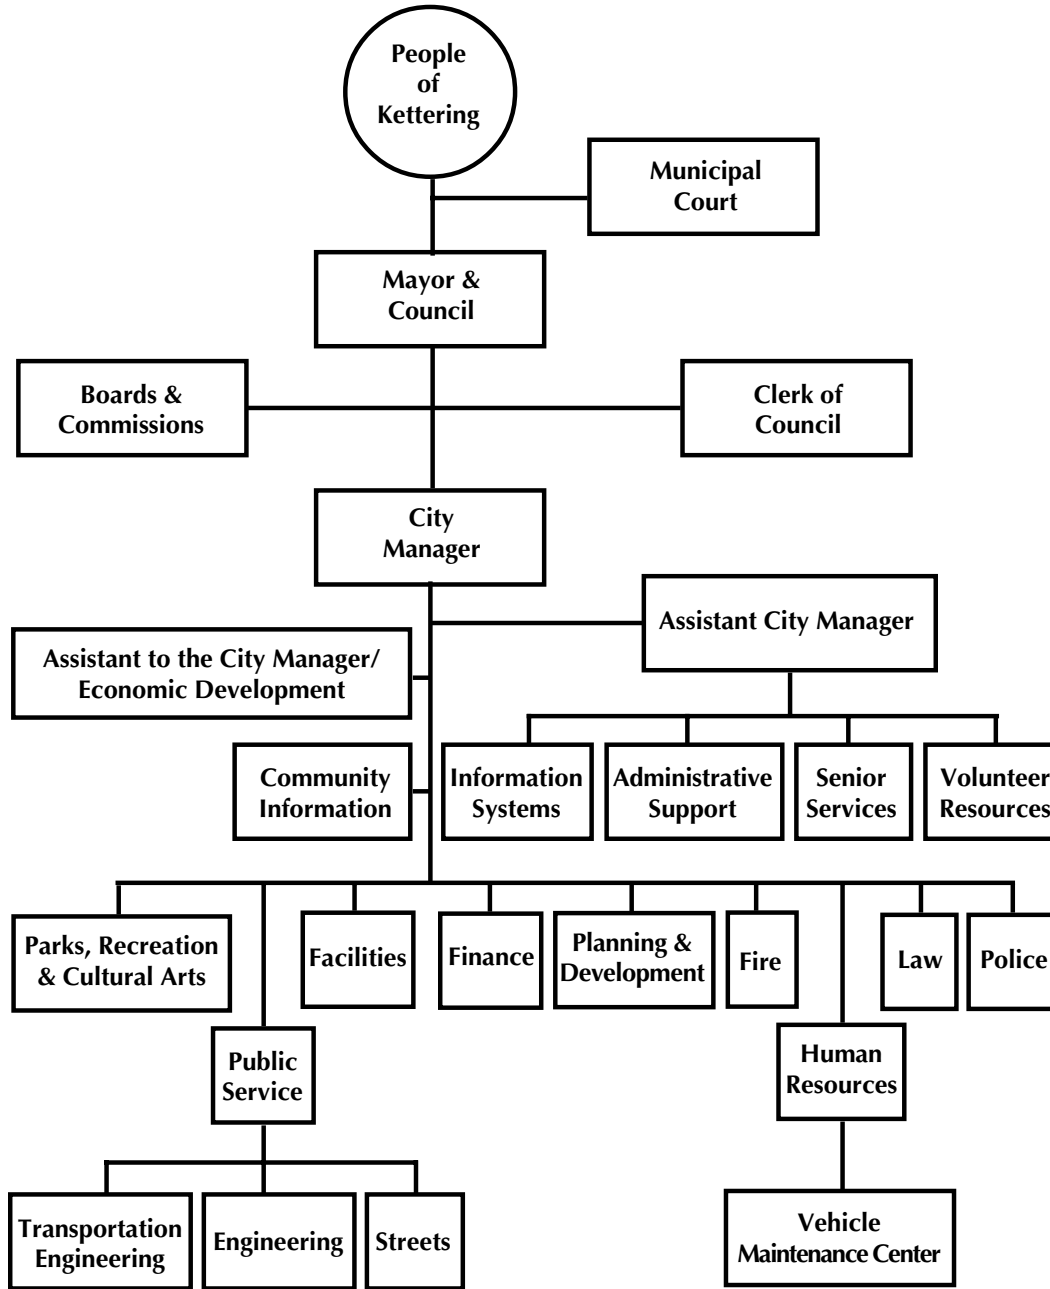 People
of
Kettering
Municipal
Court
Mayor &
Council
Boards &
Commissions
Clerk of
Council
City
Manager
Assistant City Manager
Assistant to the City Manager/
Economic Development
Community
Information
Information
Systems
Administrative
Support
Senior
Services
Volunteer
Resources
Parks, Recreation
& Cultural Arts
Facilities
Finance
Planning &
Development
Fire
Law
Police
Public
Service
Human
Resources
Transportation
Engineering
Engineering
Streets
Vehicle
Maintenance Center